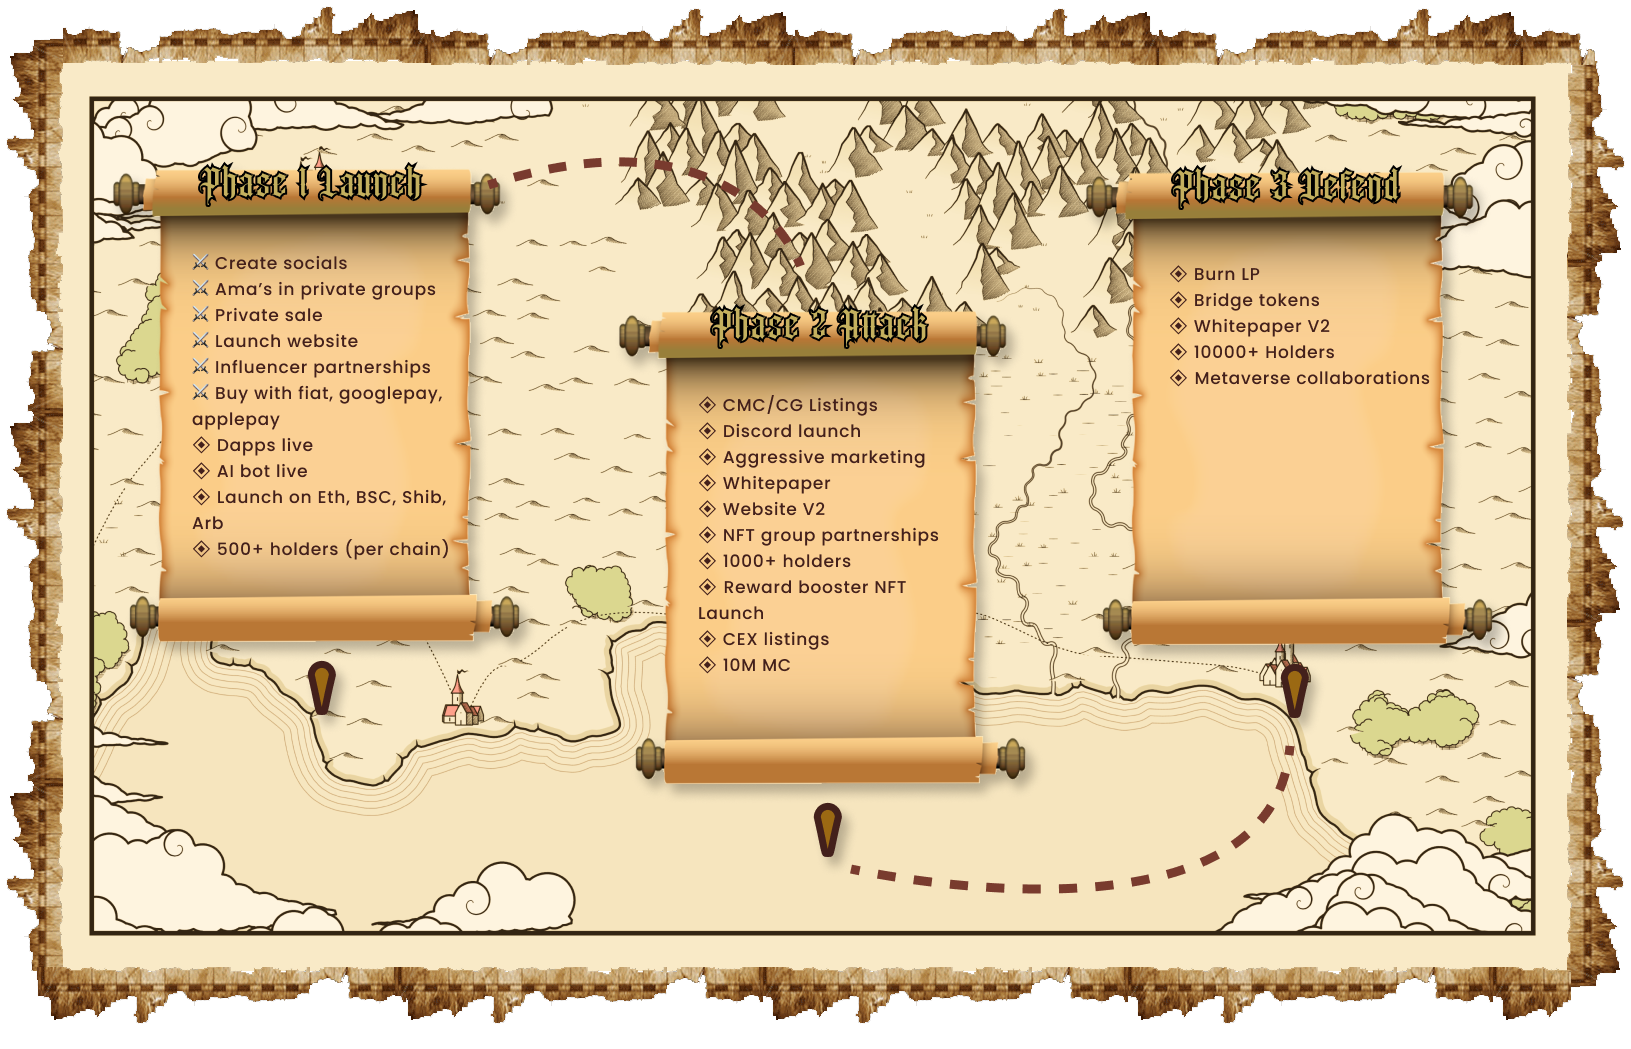 Phase 1 Launch
⚔ Create socials
⚔ Ama's in private groups
⚔ Private sale
⚔ Launch website
⚔ Influencer partnerships
⚔ Buy with fiat, googlepay,
applepay
◈ Dapps live
◈ AI bot live
◈ Launch on Eth, BSC, Shib,
Arb
◈ 500+ holders (per chain)
Phase 2 Attack
◈ CMC/CG Listings
◈ Discord launch
◈ Aggressive marketing
◈ Whitepaper
◈ Website V2
◈ NFT group partnerships
◈ 1000+ holders
◈ Reward booster NFT
Launch
◈ CEX listings
◈ 10M MC
Phase 3 Defend
◈ Burn LP
◈ Bridge tokens
◈ Whitepaper V2
◈ 10000+ Holders
◈ Metaverse collaborations